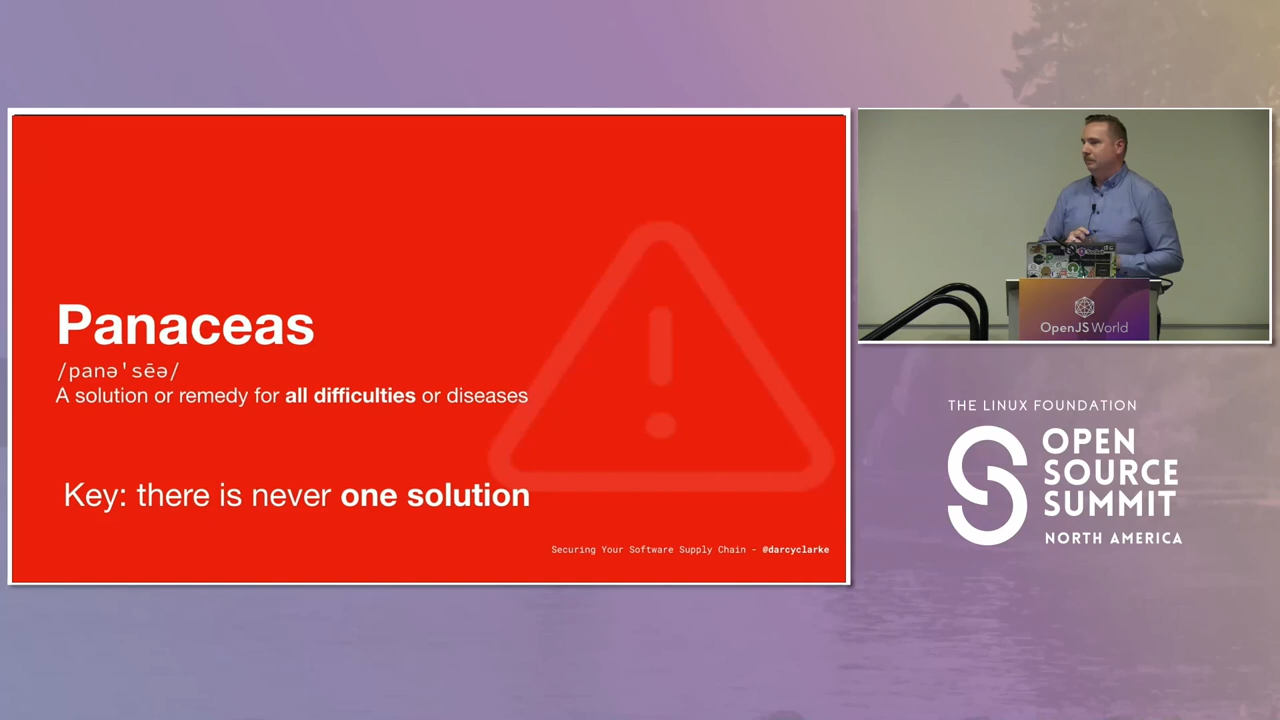 Panaceas
/panəˈsēə/
A solution or remedy for all difficulties or diseases
Key: there is never one solution
Securing Your Software Supply Chain - @darcyclarke
OpenJS World
THE LINUX FOUNDATION
OPEN
SOURCE
SUMMIT
NORTH AMERICA